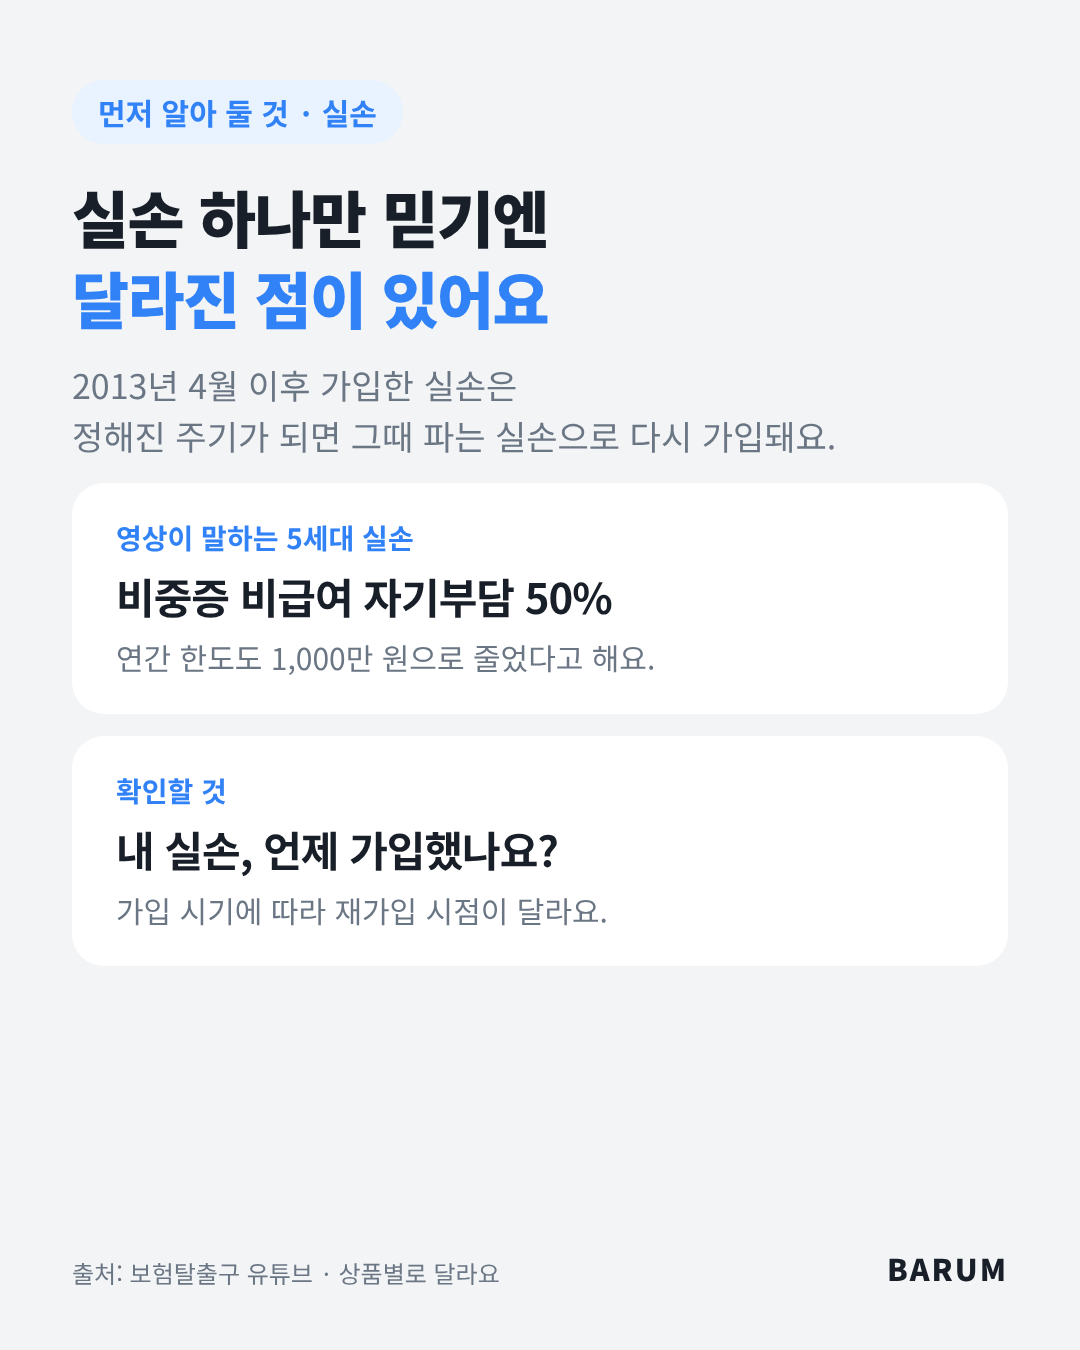 먼저 알아 둘 것 · 실손
실손 하나만 믿기엔
달라진 점이 있어요
2013년 4월 이후 가입한 실손은
정해진 주기가 되면 그때 파는 실손으로 다시 가입돼요.
영상이 말하는 5세대 실손
비중증 비급여 자기부담 50%
연간 한도도 1,000만 원으로 줄었다고 해요.
확인할 것
내 실손, 언제 가입했나요?
가입 시기에 따라 재가입 시점이 달라요.
출처: 보험탈출구 유튜브 · 상품별로 달라요
BARUM